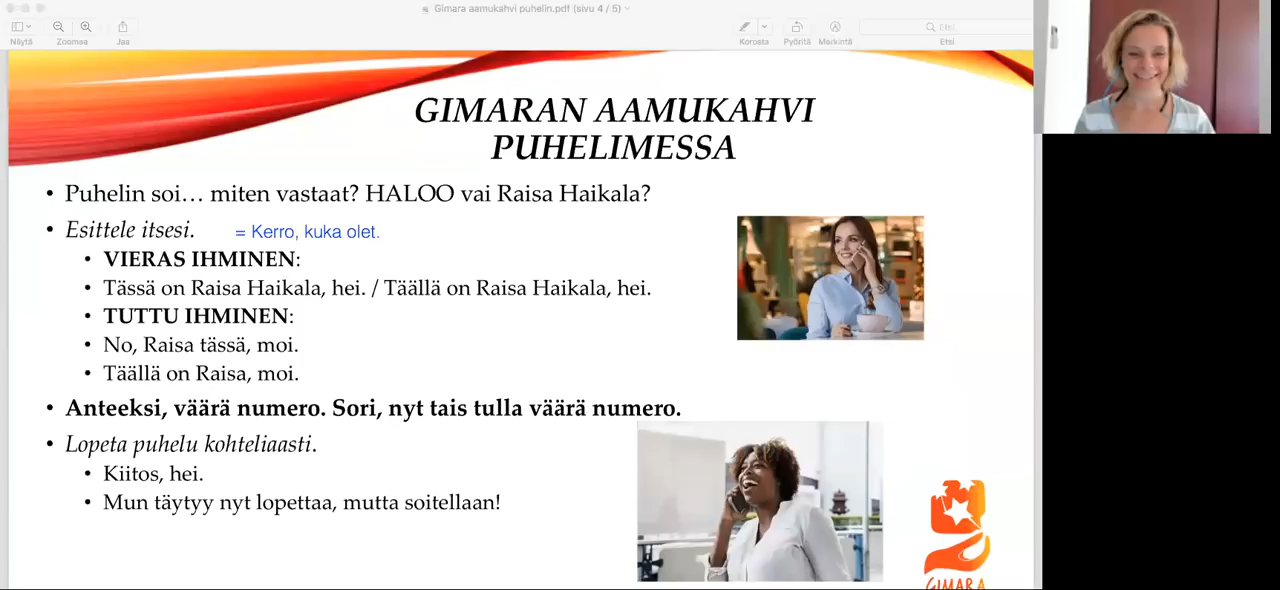 Gimara aamukahvi puhelin.pdf (sivu 4 / 5)
Näytä
Zoomaa
Jaa
Korosta
Pyöritä
Merkintä
Etsi
Etsi
GIMARAN AAMUKAHVI
PUHELIMESSA
• Puhelin soi… miten vastaat? HALOO vai Raisa Haikala?
• Esittele itsesi. = Kerro, kuka olet.
• VIERAS IHMINEN:
• Tässä on Raisa Haikala, hei. / Täällä on Raisa Haikala, hei.
• TUTTU IHMINEN:
• No, Raisa tässä, moi.
• Täällä on Raisa, moi.
• Anteeksi, väärä numero. Sori, nyt tais tulla väärä numero.
• Lopeta puhelu kohteliaasti.
• Kiitos, hei.
• Mun täytyy nyt lopettaa, mutta soitellaan!
GIMARA